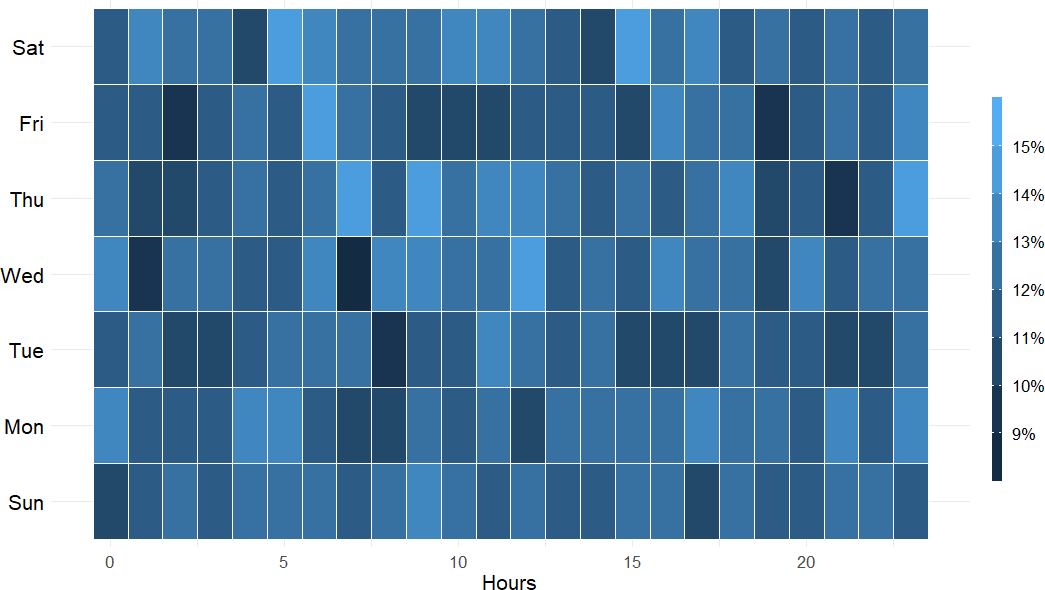 Sat
Fri
Thu
Wed
Tue
Mon
Sun
0 5 10 15 20
Hours
15%
14%
13%
12%
11%
10%
9%